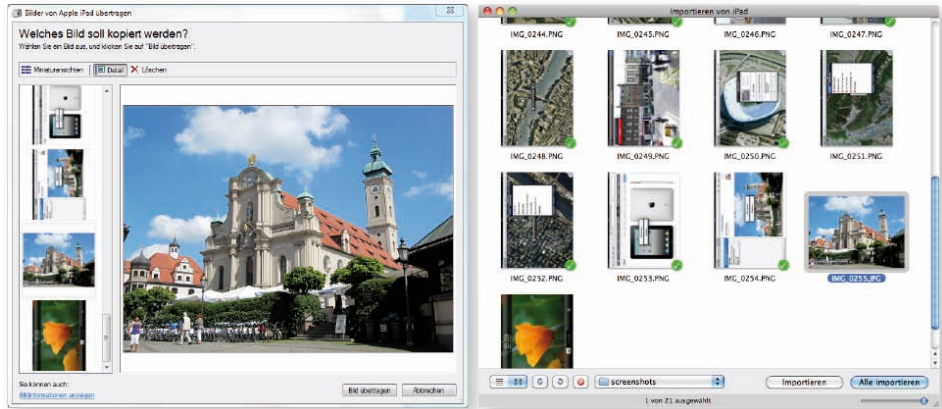 Bilder von Apple iPad übertragen
Welches Bild soll kopiert werden?
Wählen Sie ein Bild aus, und klicken Sie auf "Bild übertragen".
Miniaturansichten
Detail
Löschen
Sie können auch:
Bildinformationen anzeigen
Bild übertragen
Abbrechen
Importieren von iPad
IMG_0244.PNG
IMG_0245.PNG
IMG_0246.PNG
IMG_0247.PNG
IMG_0248.PNG
IMG_0249.PNG
IMG_0250.PNG
IMG_0251.PNG
IMG_0252.PNG
IMG_0253.PNG
IMG_0254.PNG
IMG_0255.JPG
screenshots
Importieren
Alle importieren
1 von 21 ausgewählt